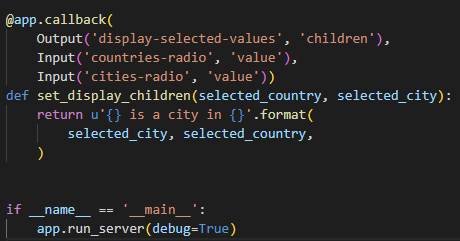 @app.callback(
    Output('display-selected-values', 'children'),
    Input('countries-radio', 'value'),
    Input('cities-radio', 'value'))
def set_display_children(selected_country, selected_city):
    return u'{} is a city in {}'.format(
        selected_city, selected_country,
    )
if __name__ == '__main__':
    app.run_server(debug=True)